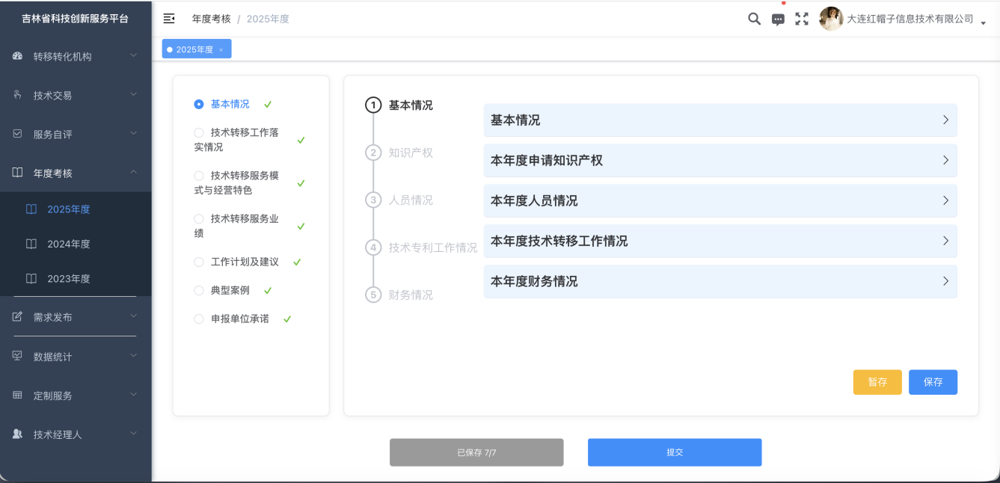 吉林省科技创新服务平台
转移转化机构
技术交易
服务自评
年度考核
2025年度
2024年度
2023年度
需求发布
数据统计
定制服务
技术经理人
年度考核 / 2025年度
大连红帽子信息技术有限公司
2025年度 ×
基本情况
技术转移工作落
实情况
技术转移服务模
式与经营特色
技术转移服务业
绩
工作计划及建议
典型案例
申报单位承诺
1 基本情况
2 知识产权
3 人员情况
4 技术专利工作情况
5 财务情况
基本情况
本年度申请知识产权
本年度人员情况
本年度技术转移工作情况
本年度财务情况
暂存
保存
已保存 7/7
提交